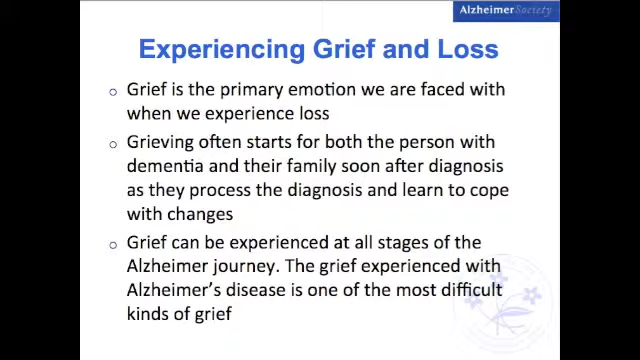 AlzheimerSociety
Experiencing Grief and Loss
Grief is the primary emotion we are faced with
when we experience loss
Grieving often starts for both the person with
dementia and their family soon after diagnosis
as they process the diagnosis and learn to cope
with changes
Grief can be experienced at all stages of the
Alzheimer journey. The grief experienced with
Alzheimer's disease is one of the most difficult
kinds of grief